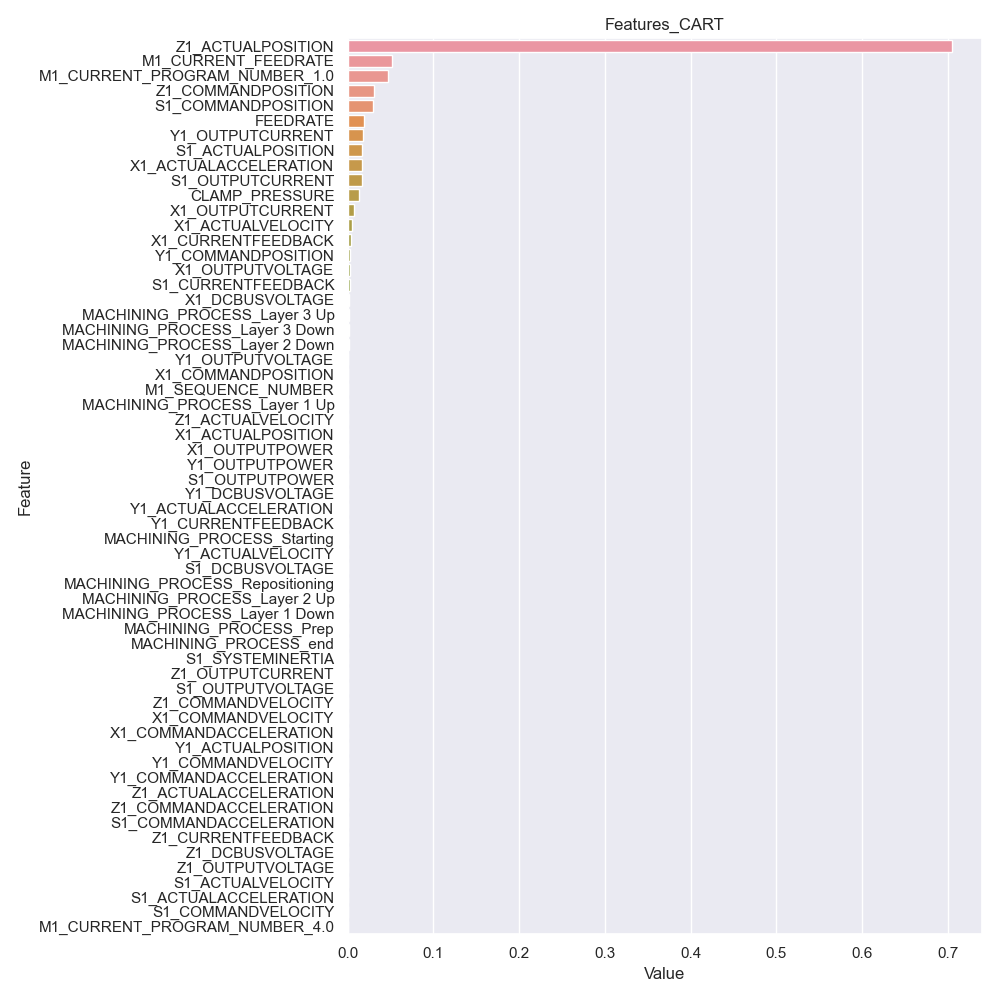 Features_CART
Z1_ACTUALPOSITION
M1_CURRENT_FEEDRATE
M1_CURRENT_PROGRAM_NUMBER_1.0
Z1_COMMANDPOSITION
S1_COMMANDPOSITION
FEEDRATE
Y1_OUTPUTCURRENT
S1_ACTUALPOSITION
X1_ACTUALACCELERATION
S1_OUTPUTCURRENT
CLAMP_PRESSURE
X1_OUTPUTCURRENT
X1_ACTUALVELOCITY
X1_CURRENTFEEDBACK
Y1_COMMANDPOSITION
X1_OUTPUTVOLTAGE
S1_CURRENTFEEDBACK
X1_DCBUSVOLTAGE
MACHINING_PROCESS_Layer 3 Up
MACHINING_PROCESS_Layer 3 Down
MACHINING_PROCESS_Layer 2 Down
Y1_OUTPUTVOLTAGE
X1_COMMANDPOSITION
M1_SEQUENCE_NUMBER
MACHINING_PROCESS_Layer 1 Up
Z1_ACTUALVELOCITY
X1_ACTUALPOSITION
X1_OUTPUTPOWER
Y1_OUTPUTPOWER
S1_OUTPUTPOWER
Y1_DCBUSVOLTAGE
Y1_ACTUALACCELERATION
Y1_CURRENTFEEDBACK
MACHINING_PROCESS_Starting
Y1_ACTUALVELOCITY
S1_DCBUSVOLTAGE
MACHINING_PROCESS_Repositioning
MACHINING_PROCESS_Layer 2 Up
MACHINING_PROCESS_Layer 1 Down
MACHINING_PROCESS_Prep
MACHINING_PROCESS_end
S1_SYSTEMINERTIA
Z1_OUTPUTCURRENT
S1_OUTPUTVOLTAGE
Z1_COMMANDVELOCITY
X1_COMMANDVELOCITY
X1_COMMANDACCELERATION
Y1_ACTUALPOSITION
Y1_COMMANDVELOCITY
Y1_COMMANDACCELERATION
Z1_ACTUALACCELERATION
Z1_COMMANDACCELERATION
S1_COMMANDACCELERATION
Z1_CURRENTFEEDBACK
Z1_DCBUSVOLTAGE
Z1_OUTPUTVOLTAGE
S1_ACTUALVELOCITY
S1_ACTUALACCELERATION
S1_COMMANDVELOCITY
M1_CURRENT_PROGRAM_NUMBER_4.0
Feature
0.0 0.1 0.2 0.3 0.4 0.5 0.6 0.7
Value